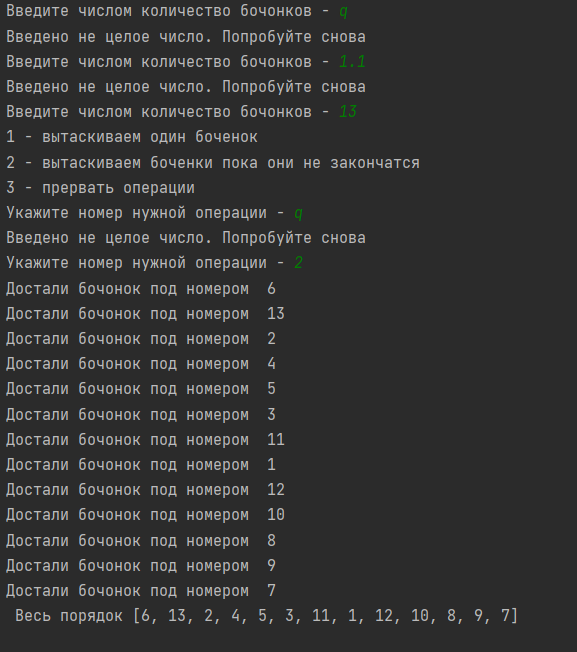 Введите числом количество бочонков - q
Введено не целое число. Попробуйте снова
Введите числом количество бочонков - 1.1
Введено не целое число. Попробуйте снова
Введите числом количество бочонков - 13
1 - вытаскиваем один боченок
2 - вытаскиваем боченки пока они не закончатся
3 - прервать операции
Укажите номер нужной операции - q
Введено не целое число. Попробуйте снова
Укажите номер нужной операции - 2
Достали бочонок под номером  6
Достали бочонок под номером  13
Достали бочонок под номером  2
Достали бочонок под номером  4
Достали бочонок под номером  5
Достали бочонок под номером  3
Достали бочонок под номером  11
Достали бочонок под номером  1
Достали бочонок под номером  12
Достали бочонок под номером  10
Достали бочонок под номером  8
Достали бочонок под номером  9
Достали бочонок под номером  7
 Весь порядок [6, 13, 2, 4, 5, 3, 11, 1, 12, 10, 8, 9, 7]